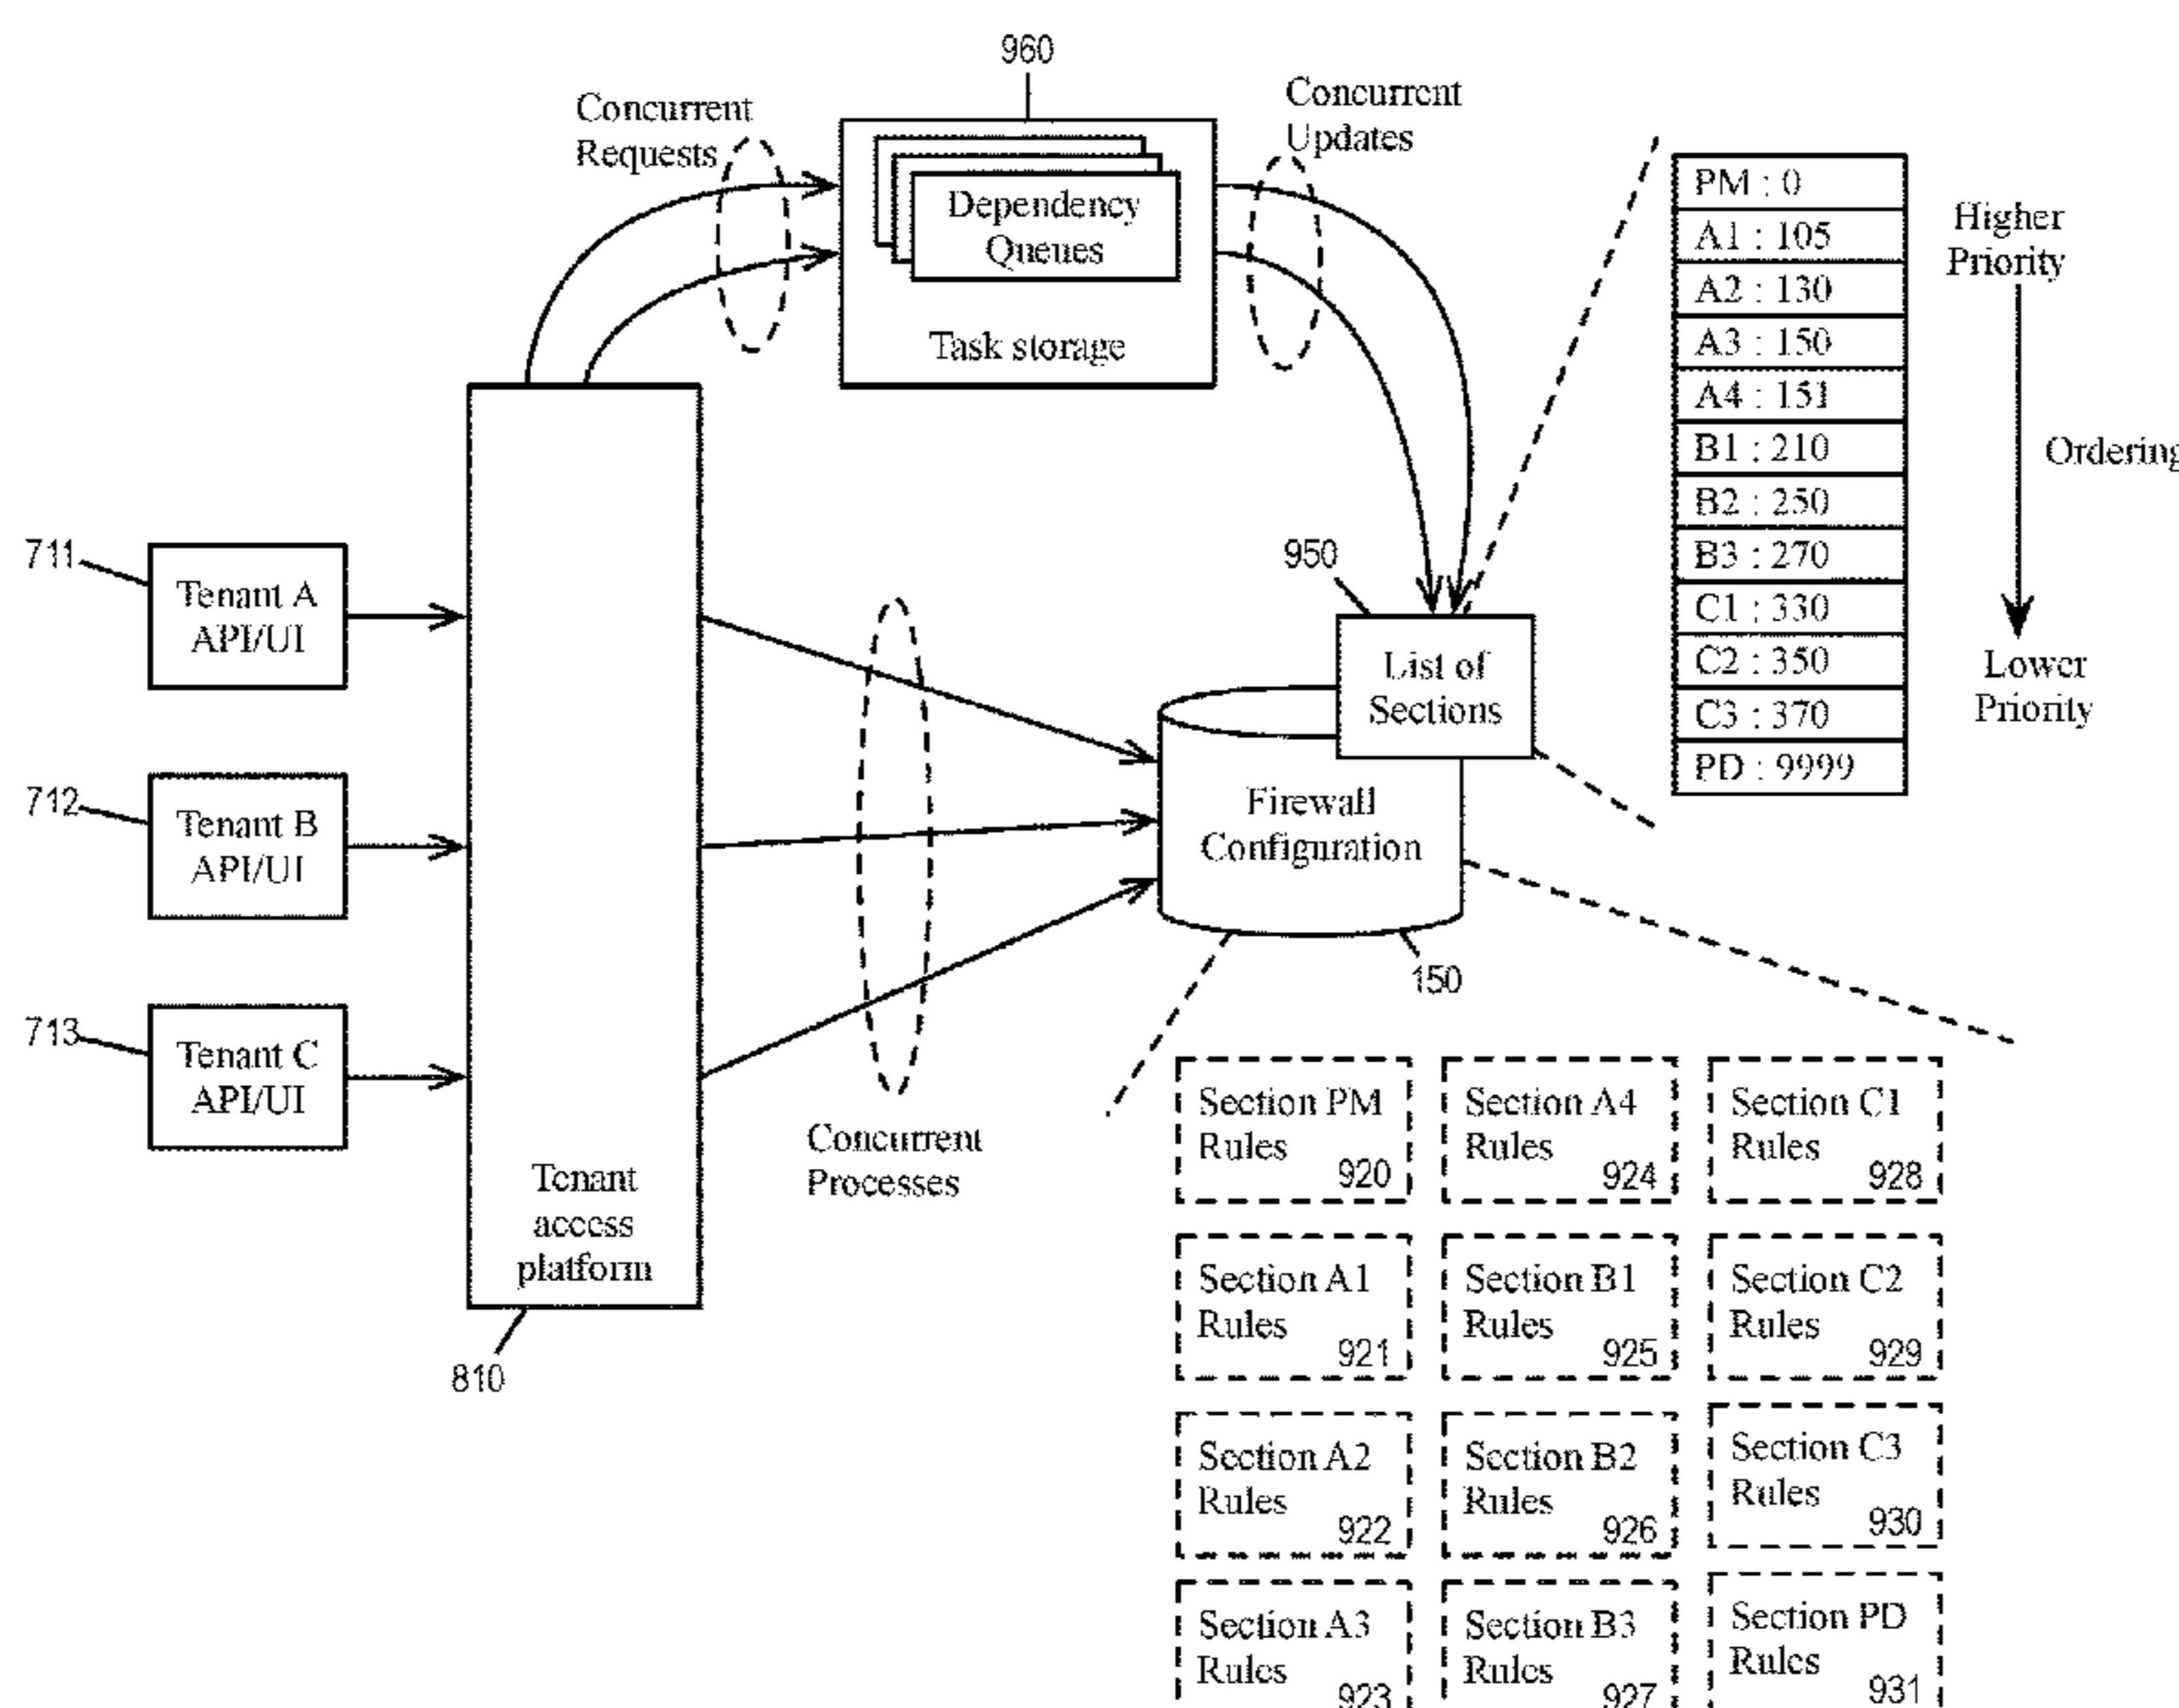 960
Concurrent
Requests
Concurrent
Updates
Dependency
Queues
Task storage
PM : 0
A1 : 105
A2 : 130
A3 : 150
A4 : 151
B1 : 210
B2 : 250
B3 : 270
C1 : 330
C2 : 350
C3 : 370
PD : 9999
Higher
Priority
Ordering
Lower
Priority
711
Tenant A
API/UI
712
Tenant B
API/UI
713
Tenant C
API/UI
Tenant
access
platform
810
Concurrent
Processes
950
List of
Sections
Firewall
Configuration
150
Section PM
Rules
920
Section A4
Rules
924
Section C1
Rules
928
Section A1
Rules
921
Section B1
Rules
925
Section C2
Rules
929
Section A2
Rules
922
Section B2
Rules
926
Section C3
Rules
930
Section A3
Rules
923
Section B3
Rules
927
Section PD
Rules
931